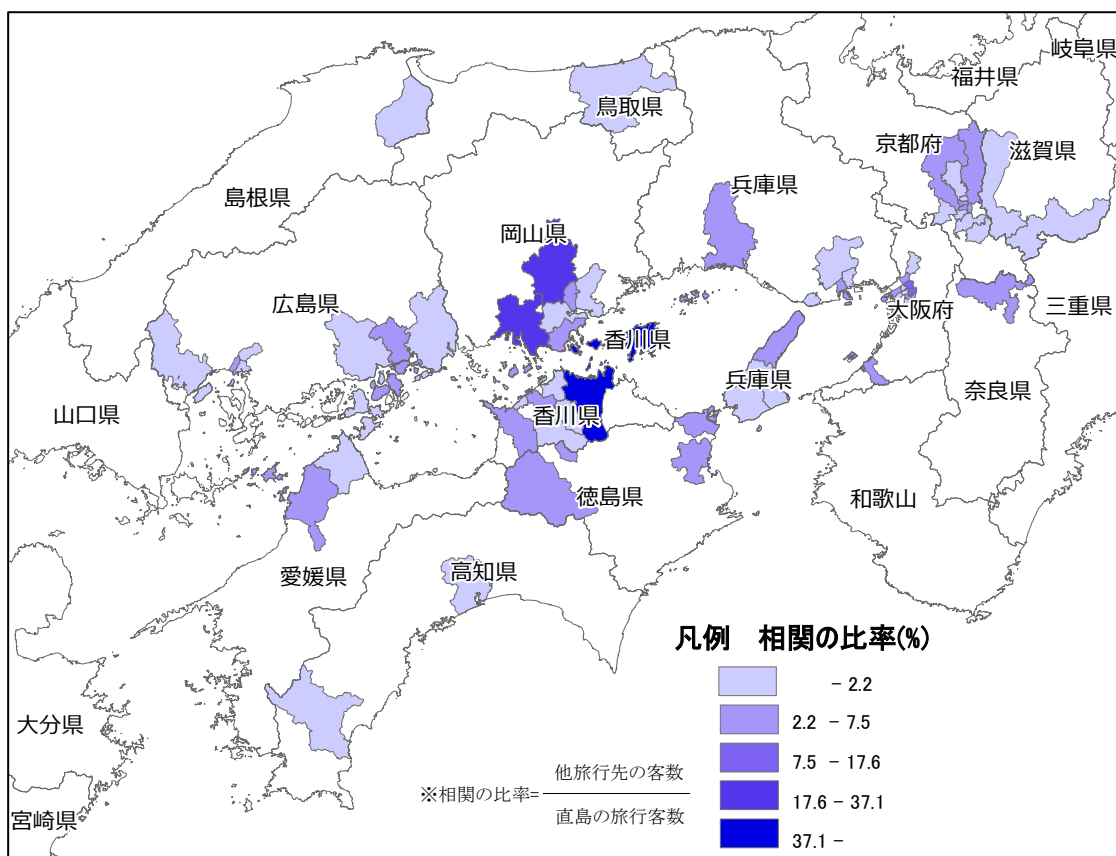 岐阜県
福井県
鳥取県
京都府
滋賀県
兵庫県
島根県
岡山県
広島県
大阪府
三重県
香川県
兵庫県
奈良県
山口県
香川県
和歌山
徳島県
愛媛県
高知県
大分県
宮崎県
凡例 相関の比率(%)
- 2.2
2.2 - 7.5
7.5 - 17.6
17.6 - 37.1
37.1 -
他旅行先の客数
※相関の比率=
直島の旅行客数